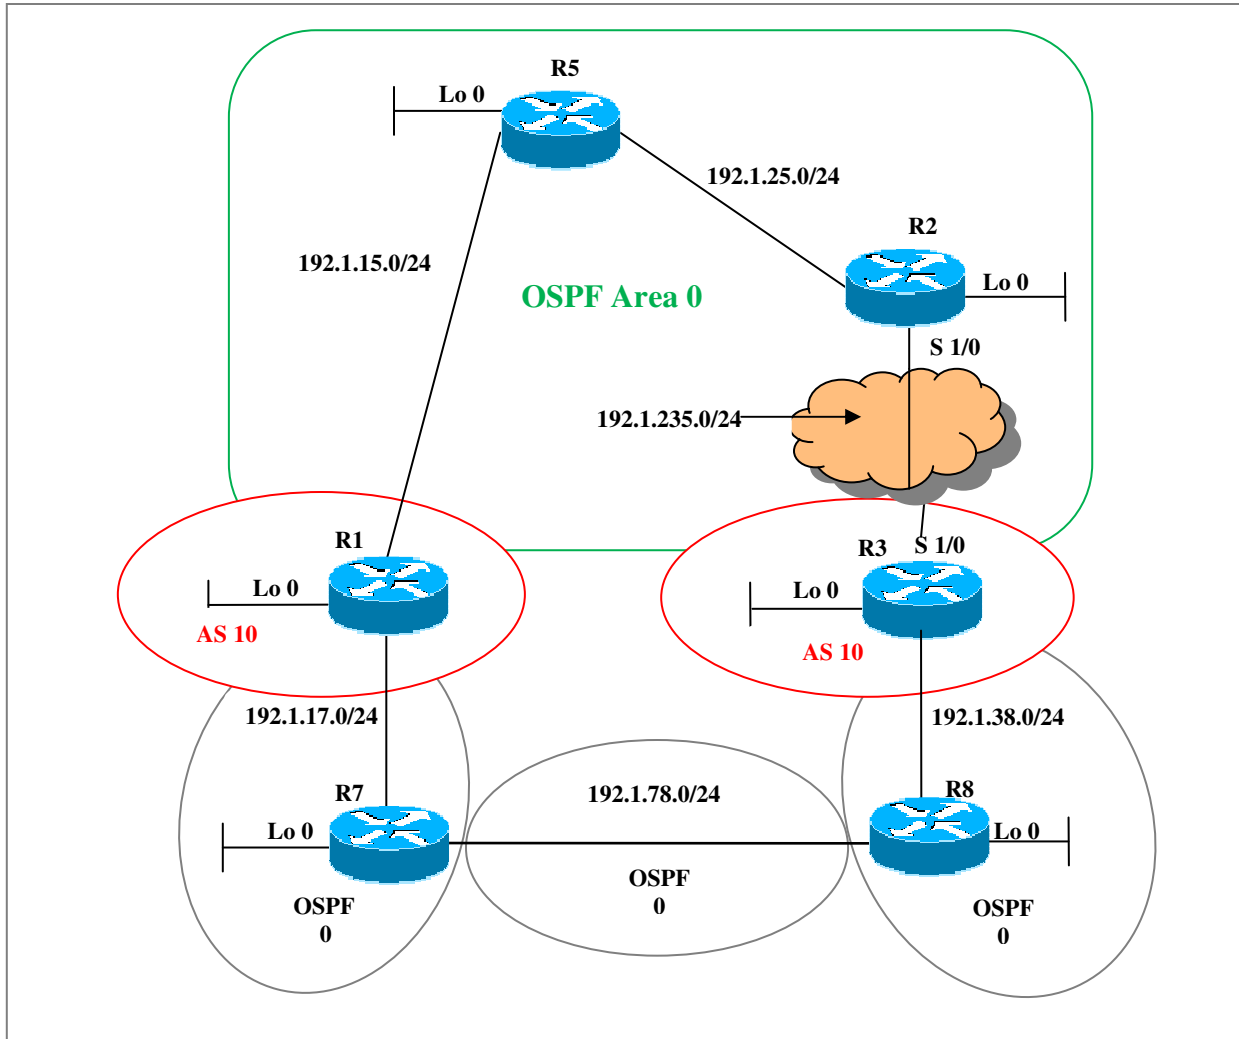 R5
Lo 0
192.1.25.0/24
R2
192.1.15.0/24
Lo 0
OSPF Area 0
S 1/0
192.1.235.0/24
R1
R3
S 1/0
Lo 0
Lo 0
AS 10
AS 10
192.1.17.0/24
192.1.38.0/24
R7
192.1.78.0/24
R8
Lo 0
Lo 0
OSPF
0
OSPF
0
OSPF
0